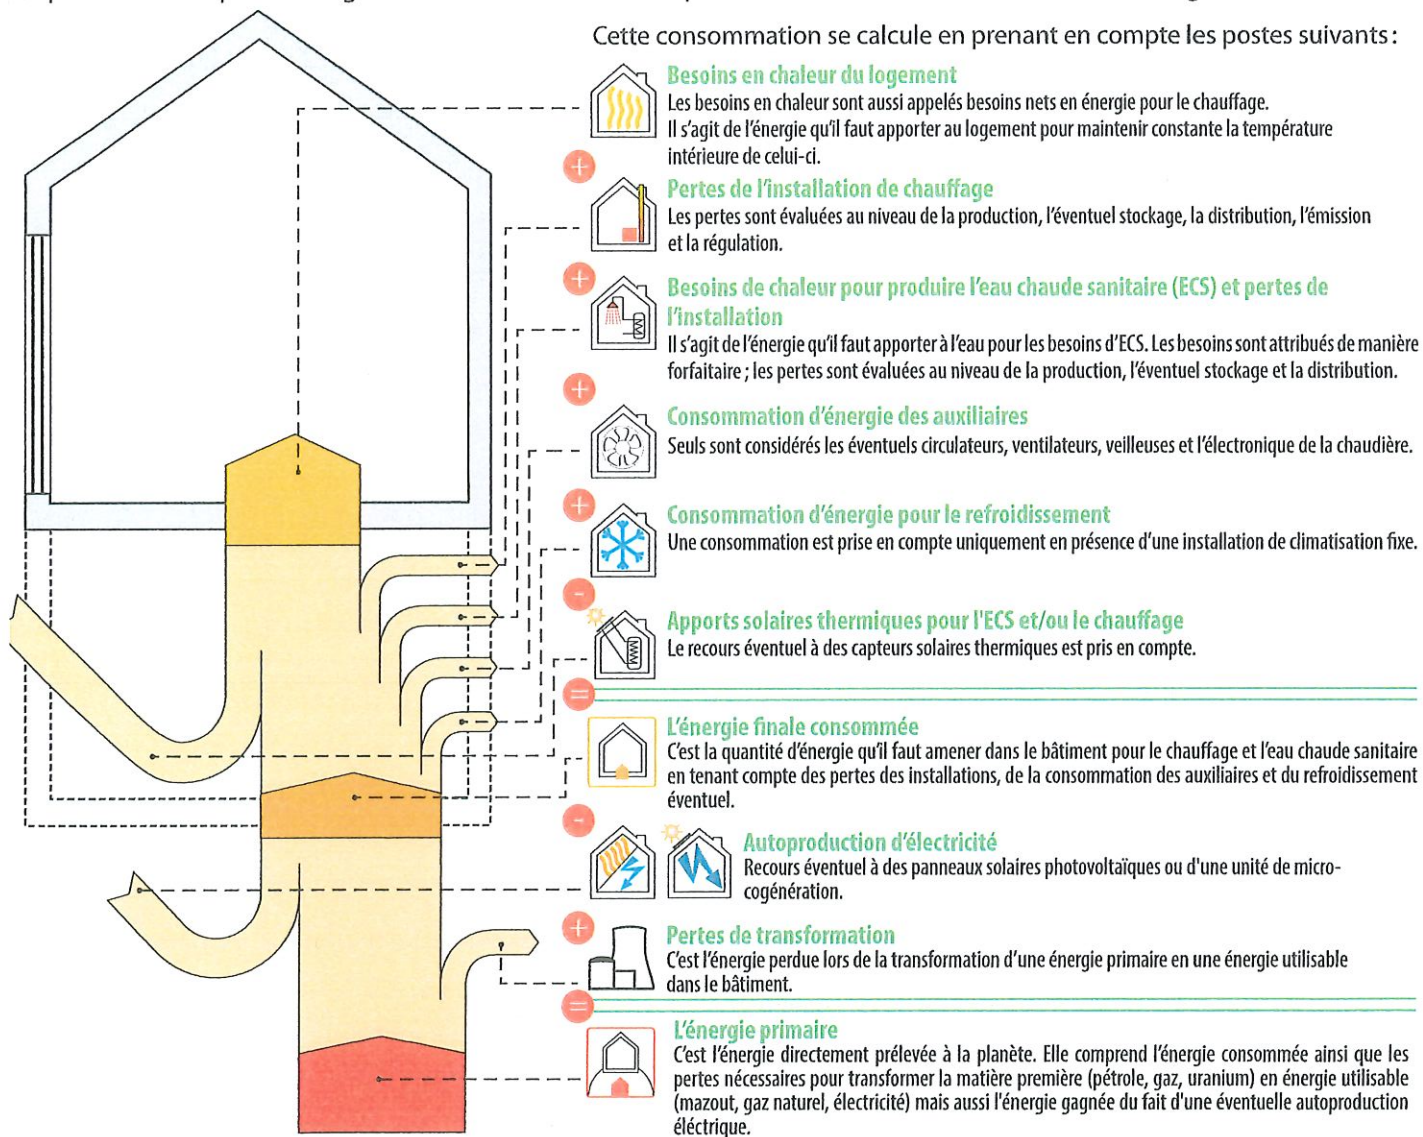 Cette consommation se calcule en prenant en compte les postes suivants :
Besoins en chaleur du logement
Les besoins en chaleur sont aussi appelés besoins nets en énergie pour le chauffage.
Il s'agit de l'énergie qu'il faut apporter au logement pour maintenir constante la température
intérieure de celui-ci.
+
Pertes de l'installation de chauffage
Les pertes sont évaluées au niveau de la production, l'éventuel stockage, la distribution, l'émission
et la régulation.
+
Besoins de chaleur pour produire l'eau chaude sanitaire (ECS) et pertes de
l'installation
Il s'agit de l'énergie qu'il faut apporter à l'eau pour les besoins d'ECS. Les besoins sont attribués de manière
forfaitaire ; les pertes sont évaluées au niveau de la production, l'éventuel stockage et la distribution.
+
Consommation d'énergie des auxiliaires
Seuls sont considérés les éventuels circulateurs, ventilateurs, veilleuses et l'électronique de la chaudière.
+
Consommation d'énergie pour le refroidissement
Une consommation est prise en compte uniquement en présence d'une installation de climatisation fixe.
-
Apports solaires thermiques pour l'ECS et/ou le chauffage
Le recours éventuel à des capteurs solaires thermiques est pris en compte.
=
L'énergie finale consommée
C'est la quantité d'énergie qu'il faut amener dans le bâtiment pour le chauffage et l'eau chaude sanitaire
en tenant compte des pertes des installations, de la consommation des auxiliaires et du refroidissement
éventuel.
-
Autoproduction d'électricité
Recours éventuel à des panneaux solaires photovoltaïques ou d'une unité de micro-
cogénération.
+
Pertes de transformation
C'est l'énergie perdue lors de la transformation d'une énergie primaire en une énergie utilisable
dans le bâtiment.
=
L'énergie primaire
C'est l'énergie directement prélevée à la planète. Elle comprend l'énergie consommée ainsi que les
pertes nécessaires pour transformer la matière première (pétrole, gaz, uranium) en énergie utilisable
(mazout, gaz naturel, électricité) mais aussi l'énergie gagnée du fait d'une éventuelle autoproduction
éléctrique.